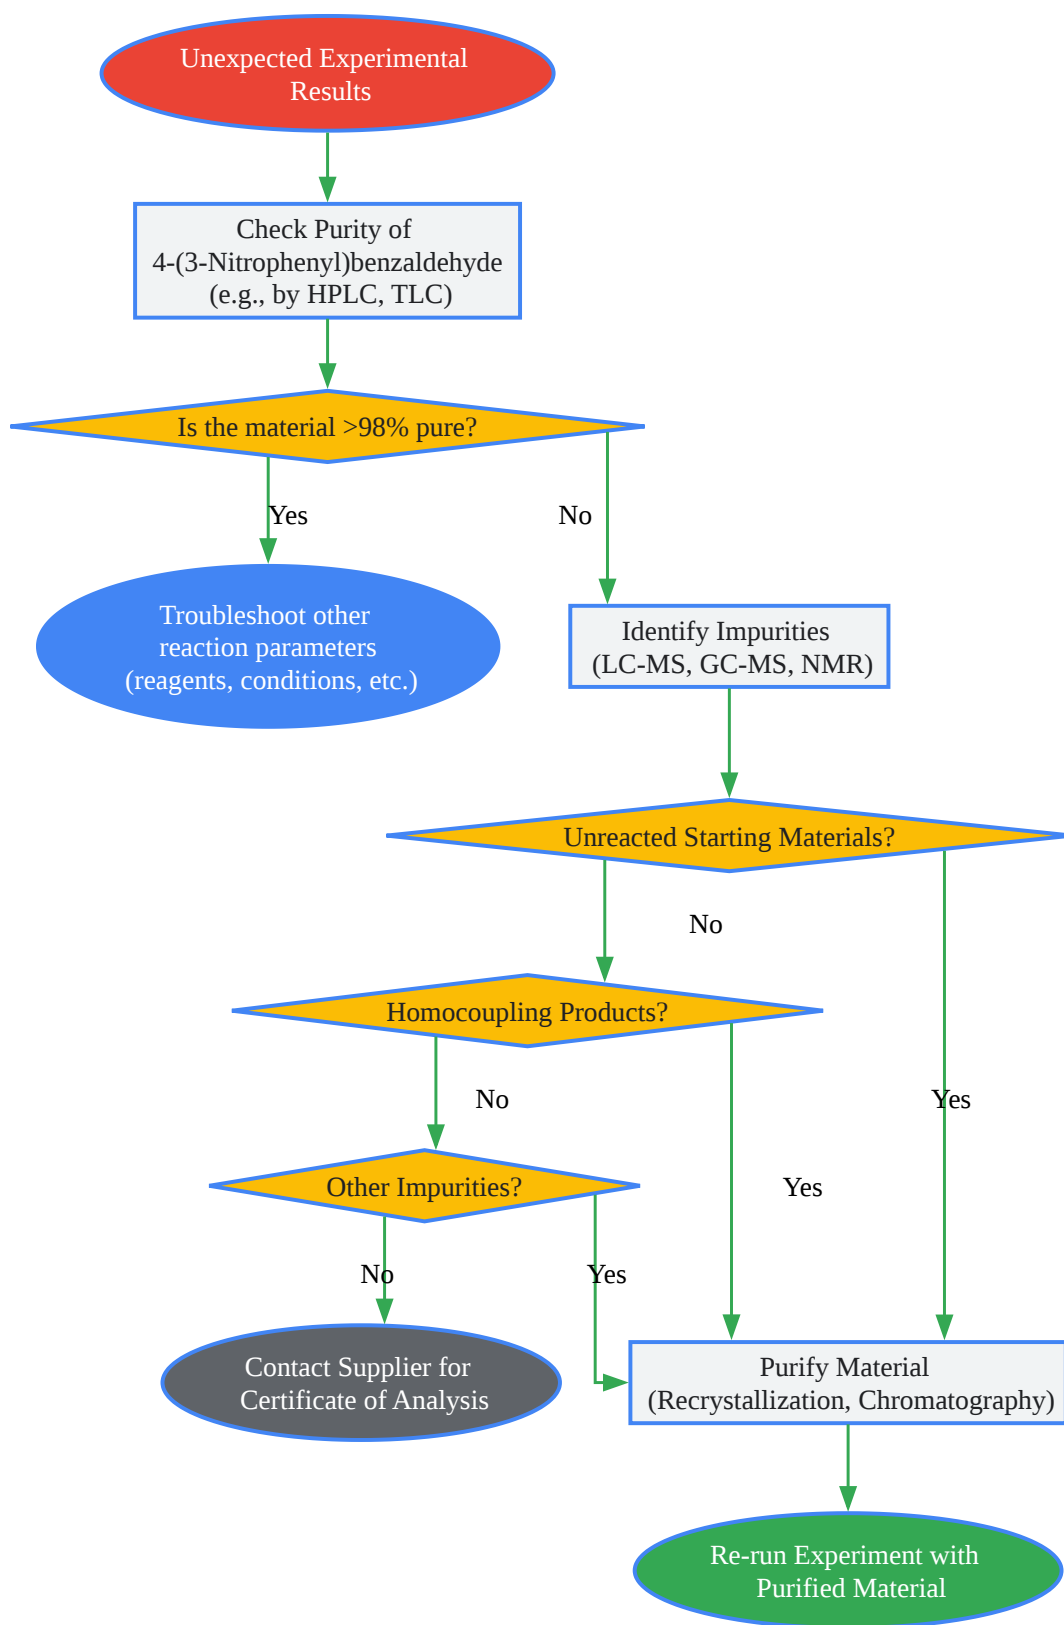 Unexpected Experimental
Results
Check Purity of
4-(3-Nitrophenyl)benzaldehyde
(e.g., by HPLC, TLC)
Is the material >98% pure?
Yes
No
Troubleshoot other
reaction parameters
(reagents, conditions, etc.)
Identify Impurities
(LC-MS, GC-MS, NMR)
Unreacted Starting Materials?
No
Homocoupling Products?
No
Yes
Other Impurities?
Yes
No
Yes
Contact Supplier for
Certificate of Analysis
Purify Material
(Recrystallization, Chromatography)
Re-run Experiment with
Purified Material